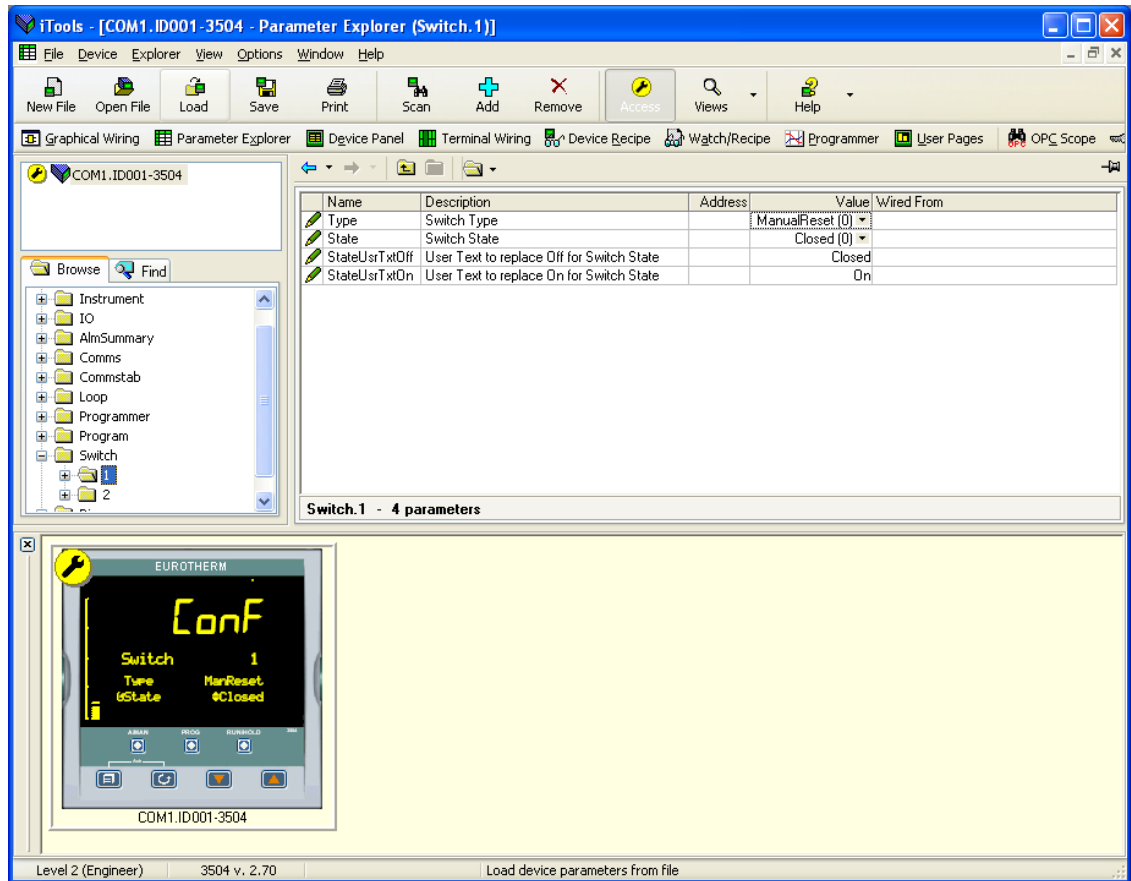 iTools - [COM1.ID001-3504 - Parameter Explorer (Switch.1)]
File Device Explorer View Options Window Help
New File Open File Load Save Print Scan Add Remove Access Views Help
Graphical Wiring Parameter Explorer Device Panel Terminal Wiring Device Recipe Watch/Recipe Programmer User Pages OPC Scope
COM1.ID001-3504
Browse Find
Instrument
IO
AlmSummary
Comms
Commstab
Loop
Programmer
Program
Switch
1
2
Name Description Address Value Wired From
Type Switch Type ManualReset (0)
State Switch State Closed (0)
StateUsrTxtOff User Text to replace Off for Switch State Closed
StateUsrTxtOn User Text to replace On for Switch State On
Switch.1 - 4 parameters
EUROTHERM
ConF
Switch 1
Type ManReset
State Closed
PROG RUN/HOLD
COM1.ID001-3504
Level 2 (Engineer) 3504 v. 2.70 Load device parameters from file